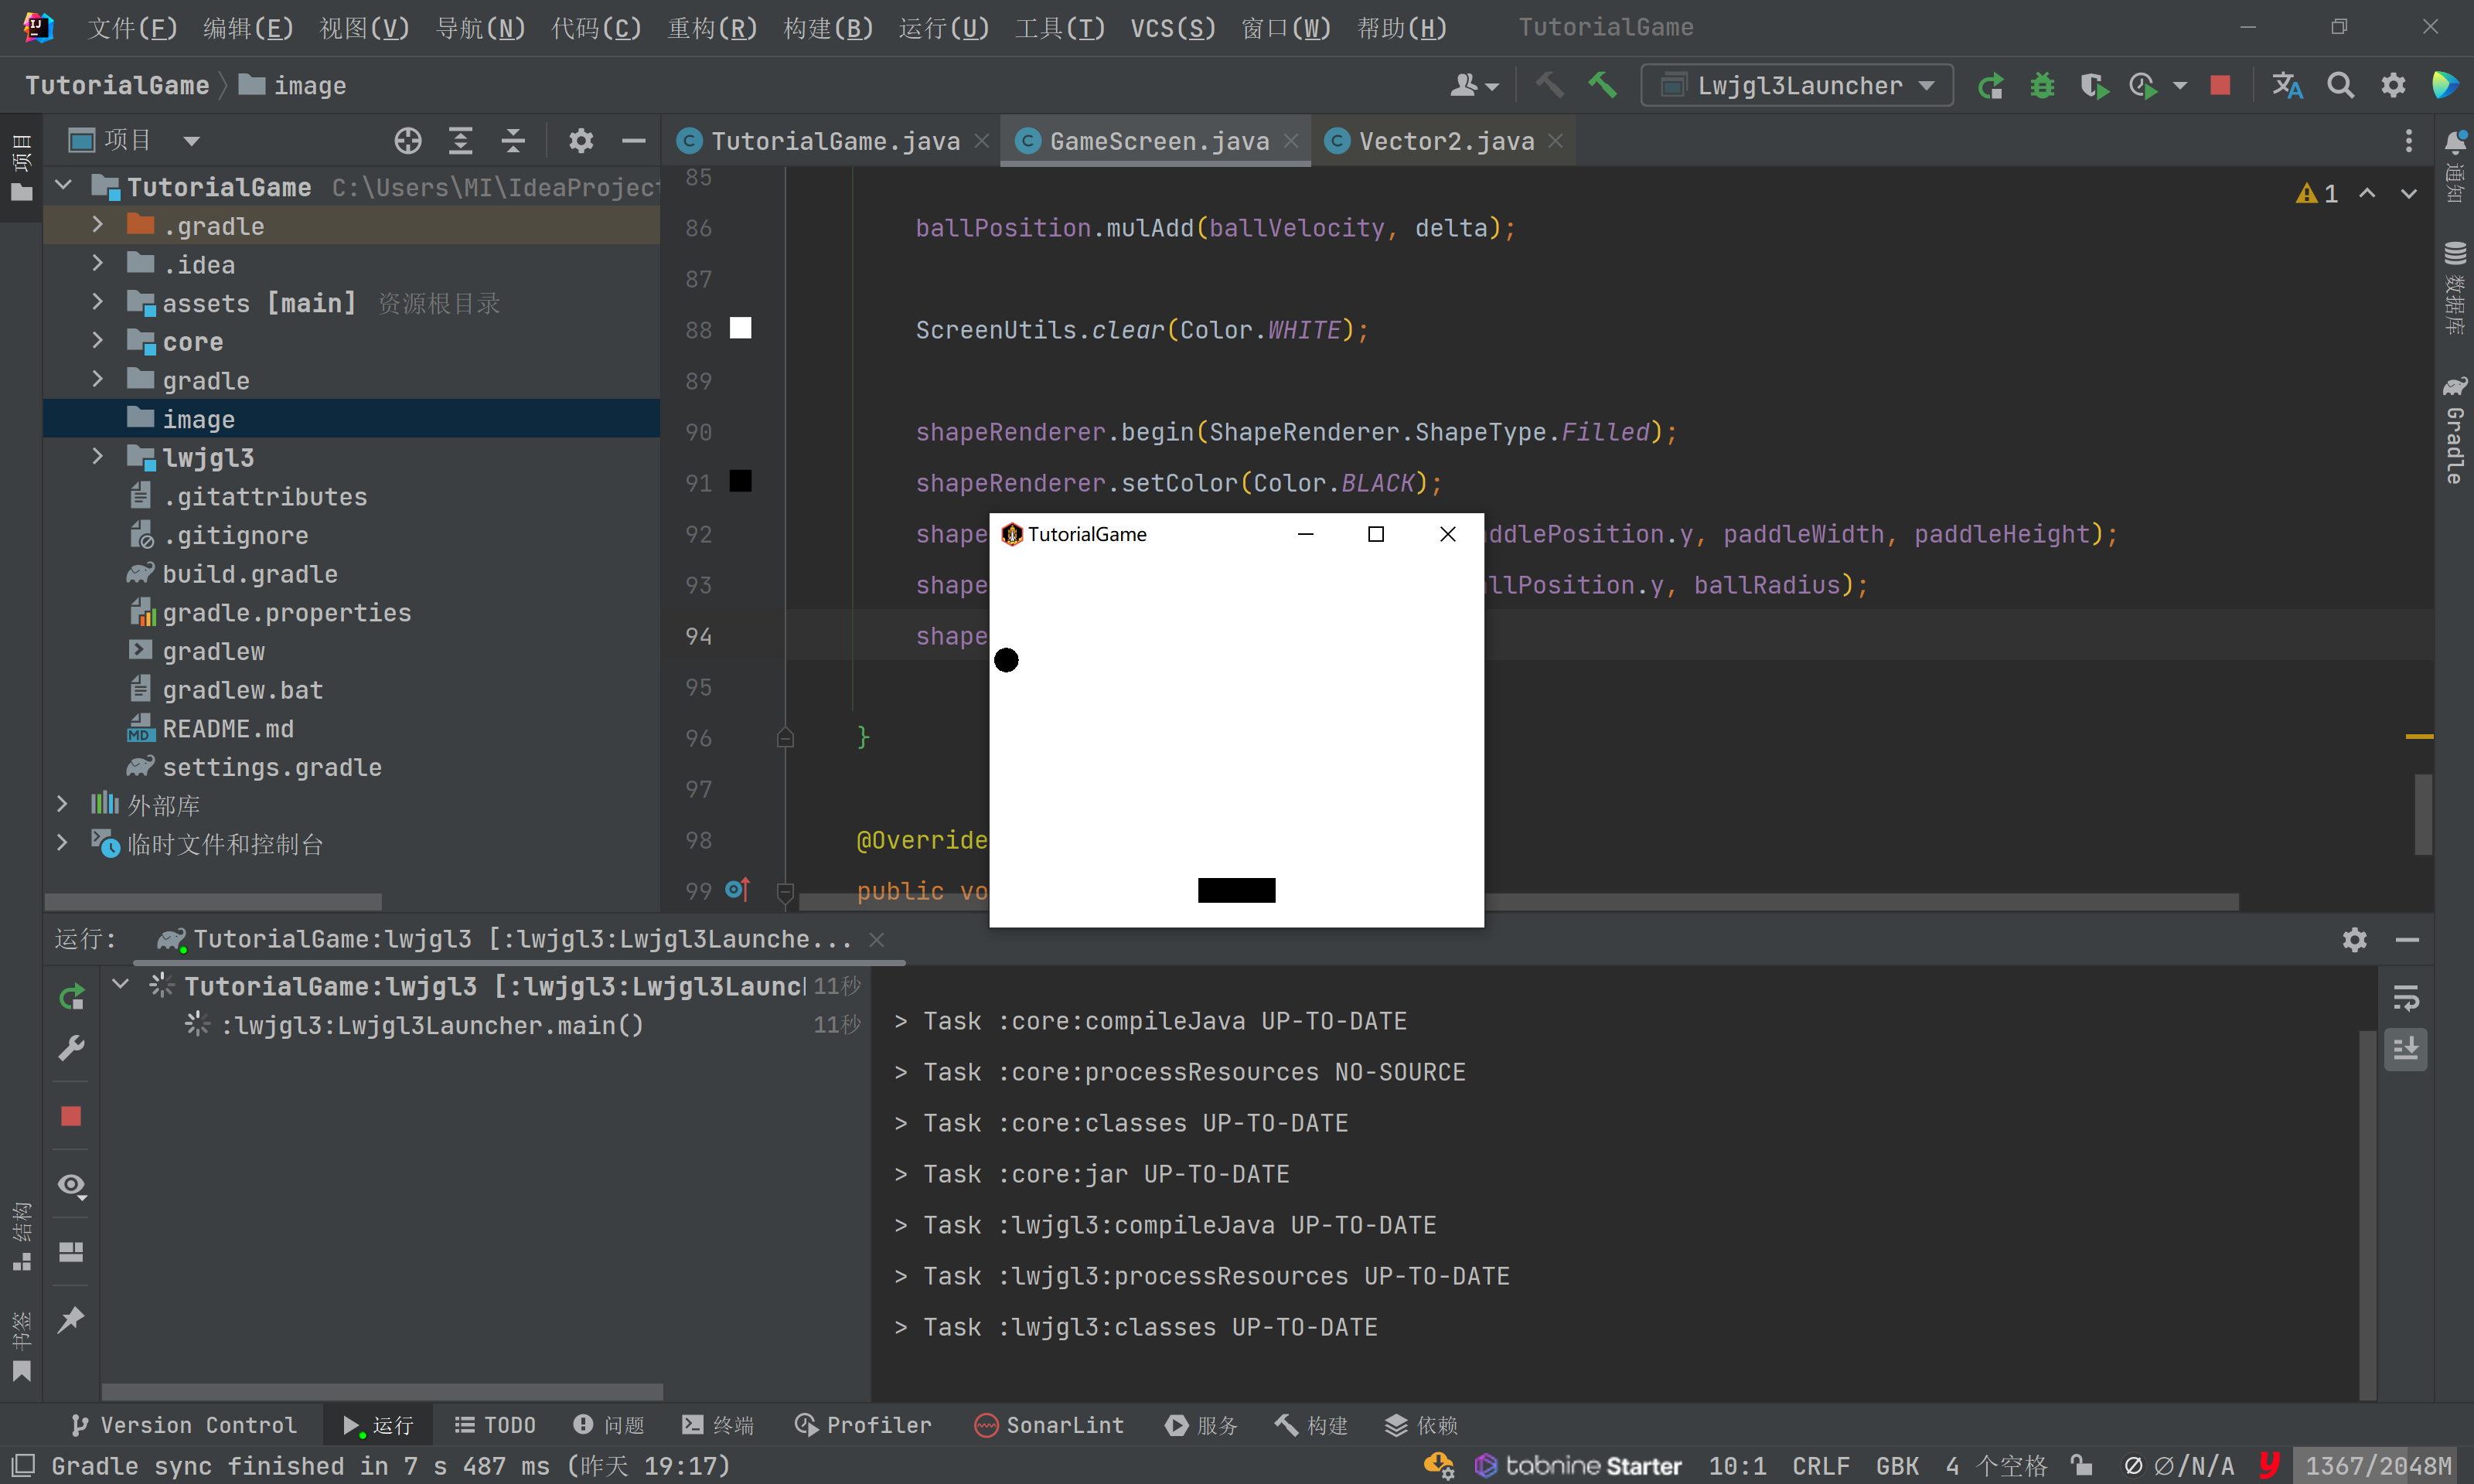 文件(F) 编辑(E) 视图(V) 导航(N) 代码(C) 重构(R) 构建(B) 运行(U) 工具(T) VCS(S) 窗口(W) 帮助(H) TutorialGame
TutorialGame image Lwjgl3Launcher
项目
项目
TutorialGame.java GameScreen.java Vector2.java
TutorialGame C:\Users\MI\IdeaProject
.gradle
.idea
assets [main] 资源根目录
core
gradle
image
lwjgl3
.gitattributes
.gitignore
build.gradle
gradle.properties
gradlew
gradlew.bat
MD README.md
settings.gradle
外部库
临时文件和控制台
1
85
86 ballPosition.mulAdd(ballVelocity, delta);
87
88 ScreenUtils.clear(Color.WHITE);
89
90 shapeRenderer.begin(ShapeRenderer.ShapeType.Filled);
91 shapeRenderer.setColor(Color.BLACK);
92 shape ddlePosition.y, paddleWidth, paddleHeight);
93 shape llPosition.y, ballRadius);
94 shape
95
96 }
97
98 @Override
99 public vo
TutorialGame
通知
数据库
Gradle
运行: TutorialGame:lwjgl3 [:lwjgl3:Lwjgl3Launche...
TutorialGame:lwjgl3 [:lwjgl3:Lwjgl3Launc 11秒
:lwjgl3:Lwjgl3Launcher.main() 11秒
> Task :core:compileJava UP-TO-DATE
> Task :core:processResources NO-SOURCE
> Task :core:classes UP-TO-DATE
> Task :core:jar UP-TO-DATE
> Task :lwjgl3:compileJava UP-TO-DATE
> Task :lwjgl3:processResources UP-TO-DATE
> Task :lwjgl3:classes UP-TO-DATE
结构
书签
Version Control 运行 TODO 问题 终端 Profiler SonarLint 服务 构建 依赖
Gradle sync finished in 7 s 487 ms (昨天 19:17) tabnine Starter 10:1 CRLF GBK 4 个空格 ∅/N/A y 1367/2048M